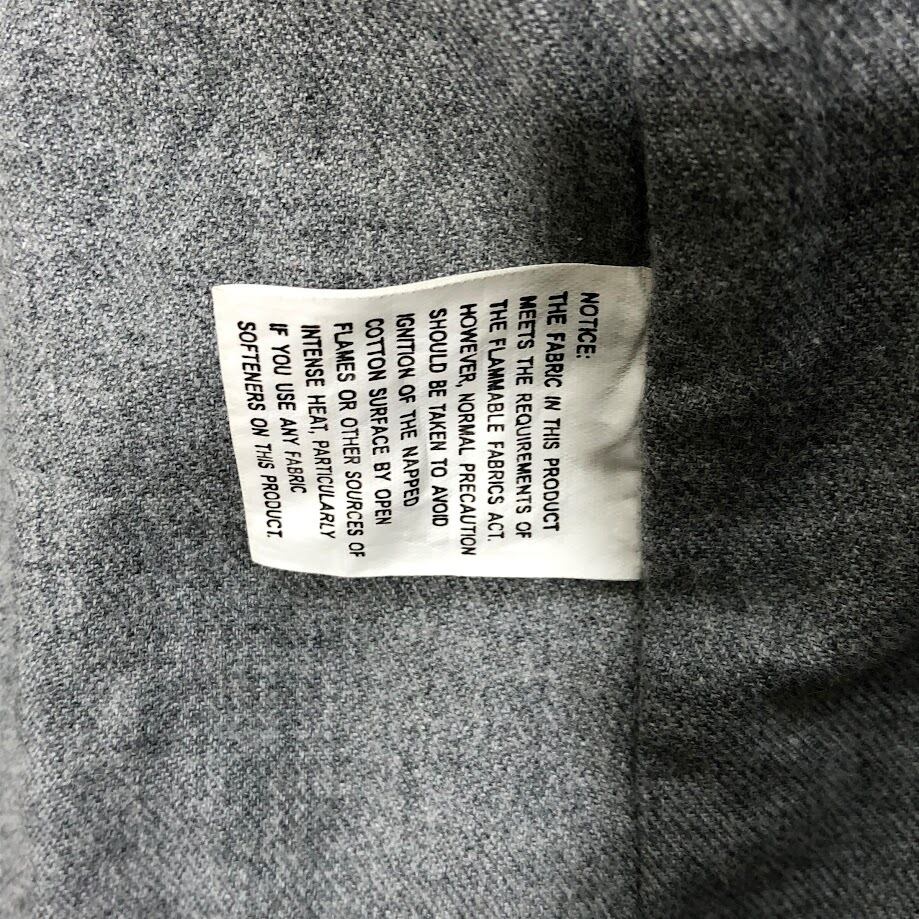 NOTICE:
THE FABRIC IN THIS PRODUCT
MEETS THE REQUIREMENTS OF
THE FLAMMABLE FABRICS ACT.
HOWEVER, NORMAL PRECAUTION
SHOULD BE TAKEN TO AVOID
IGNITION OF THE NAPPED
COTTON SURFACE BY OPEN
FLAMES OR OTHER SOURCES OF
INTENSE HEAT, PARTICULARLY
IF YOU USE ANY FABRIC
SOFTENERS ON THIS PRODUCT.